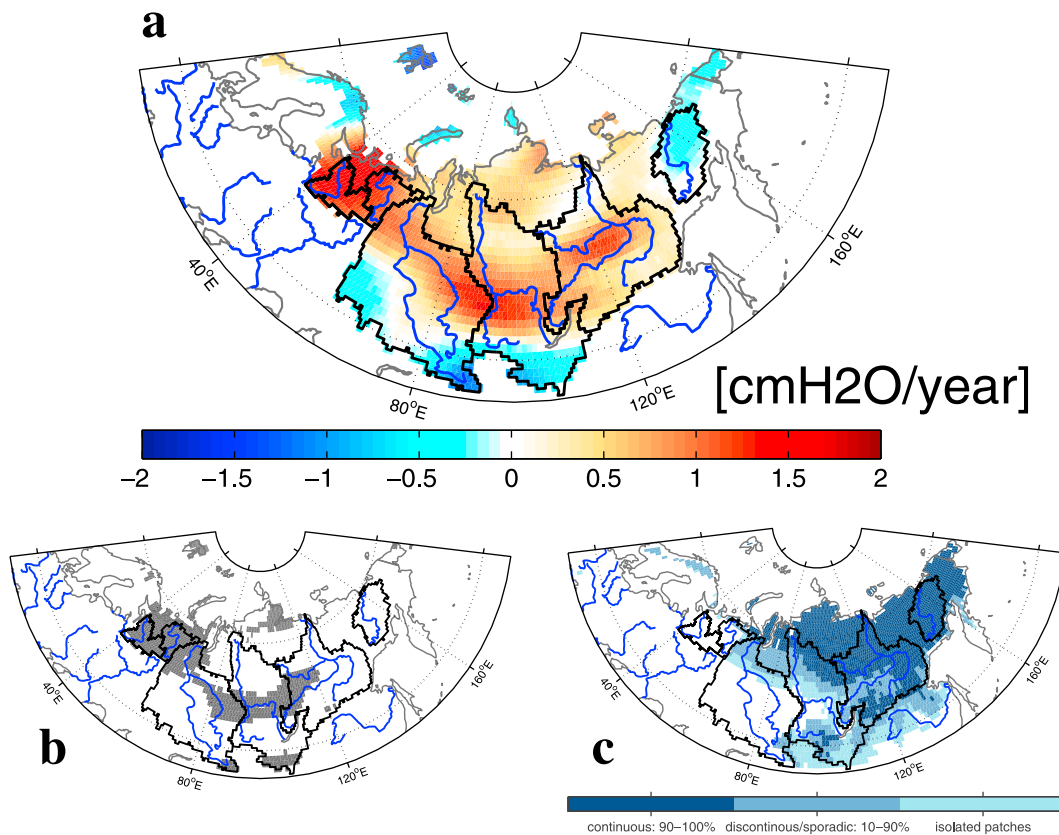 a
40°E
80°E
120°E
160°E
[cmH2O/year]
−2 −1.5 −1 −0.5 0 0.5 1 1.5 2
b
40°E
80°E
120°E
160°E
c
40°E
80°E
120°E
160°E
continuous: 90–100% discontinous/sporadic: 10–90% isolated patches